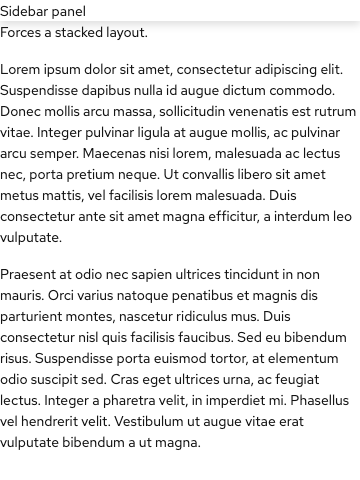 Sidebar panel
Forces a stacked layout.
Lorem ipsum dolor sit amet, consectetur adipiscing elit.
Suspendisse dapibus nulla id augue dictum commodo.
Donec mollis arcu massa, sollicitudin venenatis est rutrum
vitae. Integer pulvinar ligula at augue mollis, ac pulvinar
arcu semper. Maecenas nisi lorem, malesuada ac lectus
nec, porta pretium neque. Ut convallis libero sit amet
metus mattis, vel facilisis lorem malesuada. Duis
consectetur ante sit amet magna efficitur, a interdum leo
vulputate.
Praesent at odio nec sapien ultrices tincidunt in non
mauris. Orci varius natoque penatibus et magnis dis
parturient montes, nascetur ridiculus mus. Duis
consectetur nisl quis facilisis faucibus. Sed eu bibendum
risus. Suspendisse porta euismod tortor, at elementum
odio suscipit sed. Cras eget ultrices urna, ac feugiat
lectus. Integer a pharetra velit, in imperdiet mi. Phasellus
vel hendrerit velit. Vestibulum ut augue vitae erat
vulputate bibendum a ut magna.